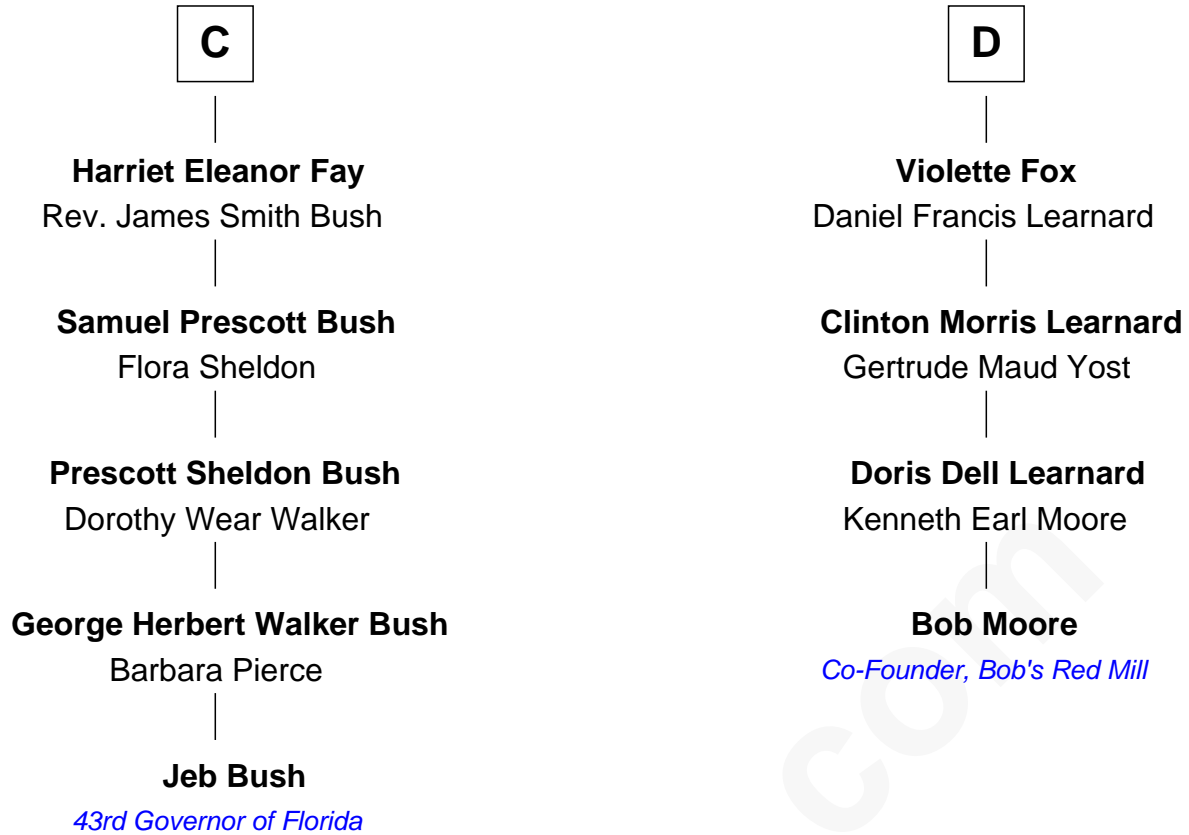 C
Harriet Eleanor Fay
Rev. James Smith Bush
Samuel Prescott Bush
Flora Sheldon
Prescott Sheldon Bush
Dorothy Wear Walker
George Herbert Walker Bush
Barbara Pierce
Jeb Bush
43rd Governor of Florida
D
Violette Fox
Daniel Francis Learnard
Clinton Morris Learnard
Gertrude Maud Yost
Doris Dell Learnard
Kenneth Earl Moore
Bob Moore
Co-Founder, Bob's Red Mill
com